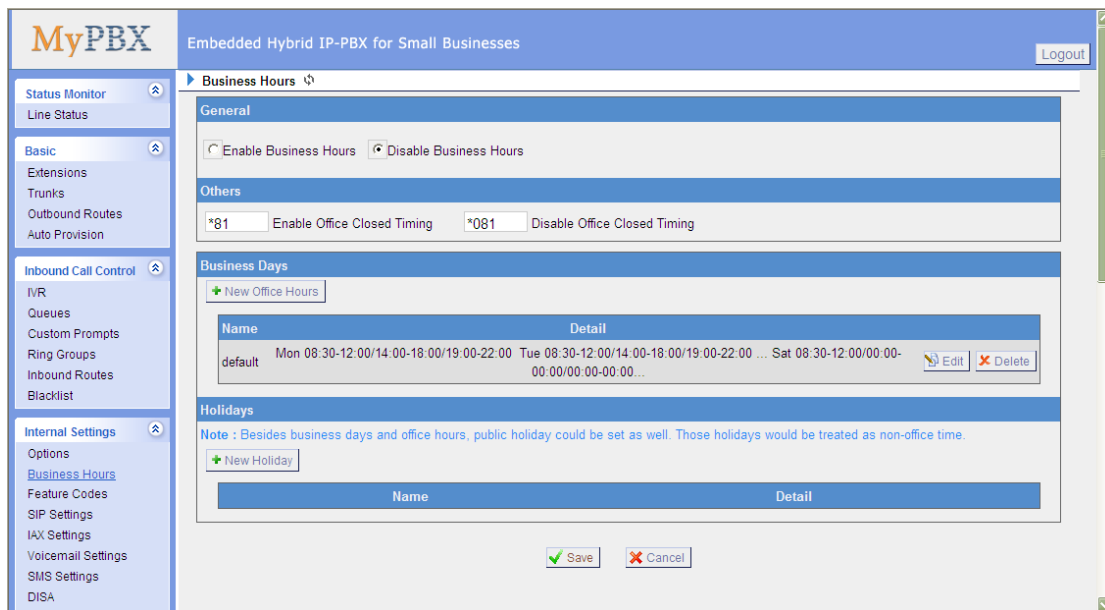 MyPBX
Embedded Hybrid IP-PBX for Small Businesses
Logout
Status Monitor
Line Status
Basic
Extensions
Trunks
Outbound Routes
Auto Provision
Inbound Call Control
IVR
Queues
Custom Prompts
Ring Groups
Inbound Routes
Blacklist
Internal Settings
Options
Business Hours
Feature Codes
SIP Settings
IAX Settings
Voicemail Settings
SMS Settings
DISA
Business Hours
General
Enable Business Hours Disable Business Hours
Others
*81 Enable Office Closed Timing *081 Disable Office Closed Timing
Business Days
New Office Hours
Name Detail
default Mon 08:30-12:00/14:00-18:00/19:00-22:00 Tue 08:30-12:00/14:00-18:00/19:00-22:00 ... Sat 08:30-12:00/00:00-
00:00/00:00-00:00... Edit Delete
Holidays
Note : Besides business days and office hours, public holiday could be set as well. Those holidays would be treated as non-office time.
New Holiday
Name Detail
Save Cancel